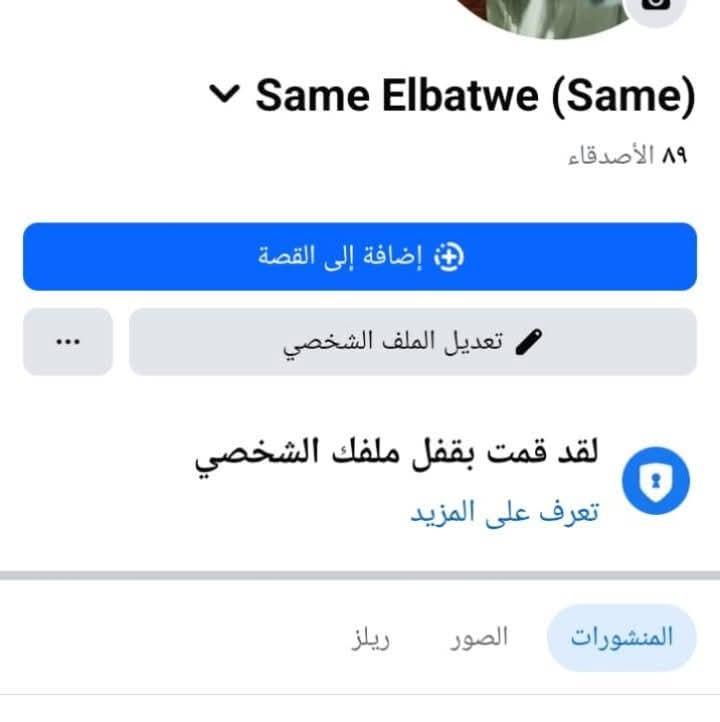 Same Elbatwe (Same)
٨٩ الأصدقاء
إضافة إلى القصة
تعديل الملف الشخصي
...
لقد قمت بقفل ملفك الشخصي
تعرف على المزيد
المنشورات الصور ريلز